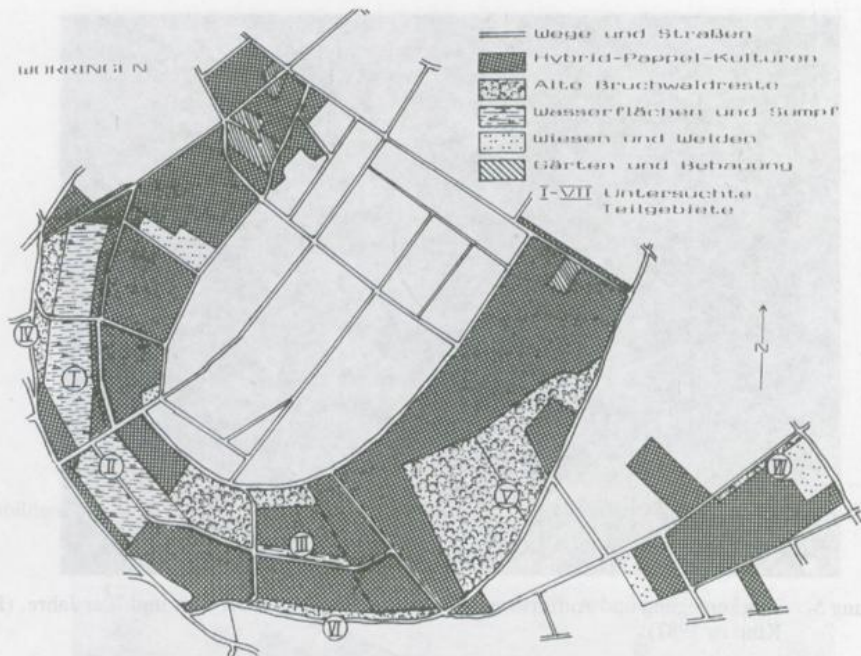 WORRINGEN
Wege und Straßen
Hybrid-Pappel-Kulturen
Alte Bruchwaldreste
Wasserflächen und Sumpf
Wiesen und Weiden
Gärten und Bebauung
I-VII Untersuchte
Teilgebiete
IV
I
N
II
VII
V
III
VI